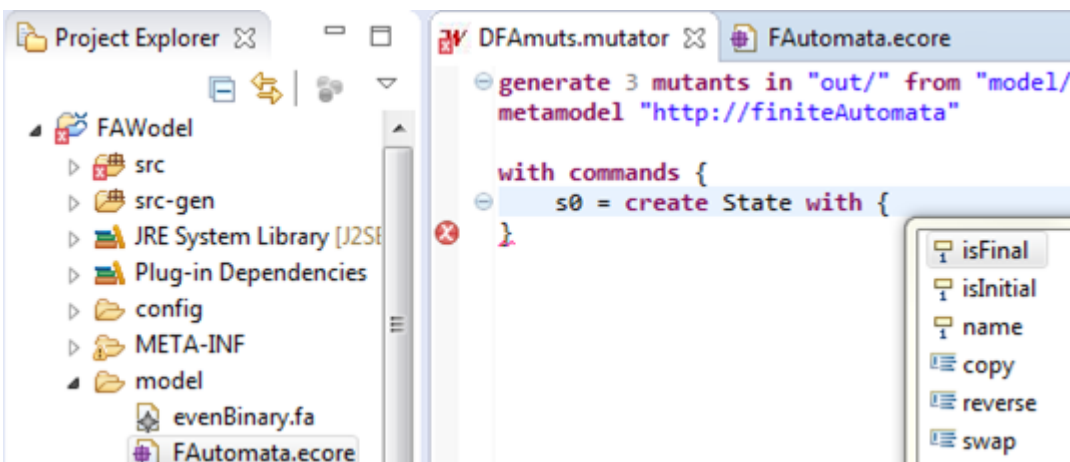 Project Explorer
FAWodel
src
src-gen
JRE System Library [J2SE
Plug-in Dependencies
config
META-INF
model
evenBinary.fa
FAutomata.ecore
DFAmuts.mutator
FAutomata.ecore
generate 3 mutants in "out/" from "model/
metamodel "http://finiteAutomata"
with commands {
s0 = create State with {
}
isFinal
isInitial
name
copy
reverse
swap